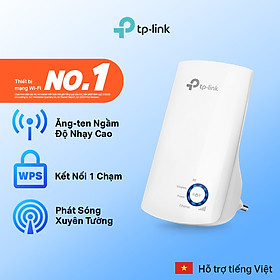 tp-link
Thiết bị
mạng Wi-Fi
NO.1
Ăng-ten Ngầm
Độ Nhạy Cao
WPS
Kết Nối 1 Chạm
Phát Sóng
Xuyên Tường
tp-link
Hỗ trợ tiếng Việt